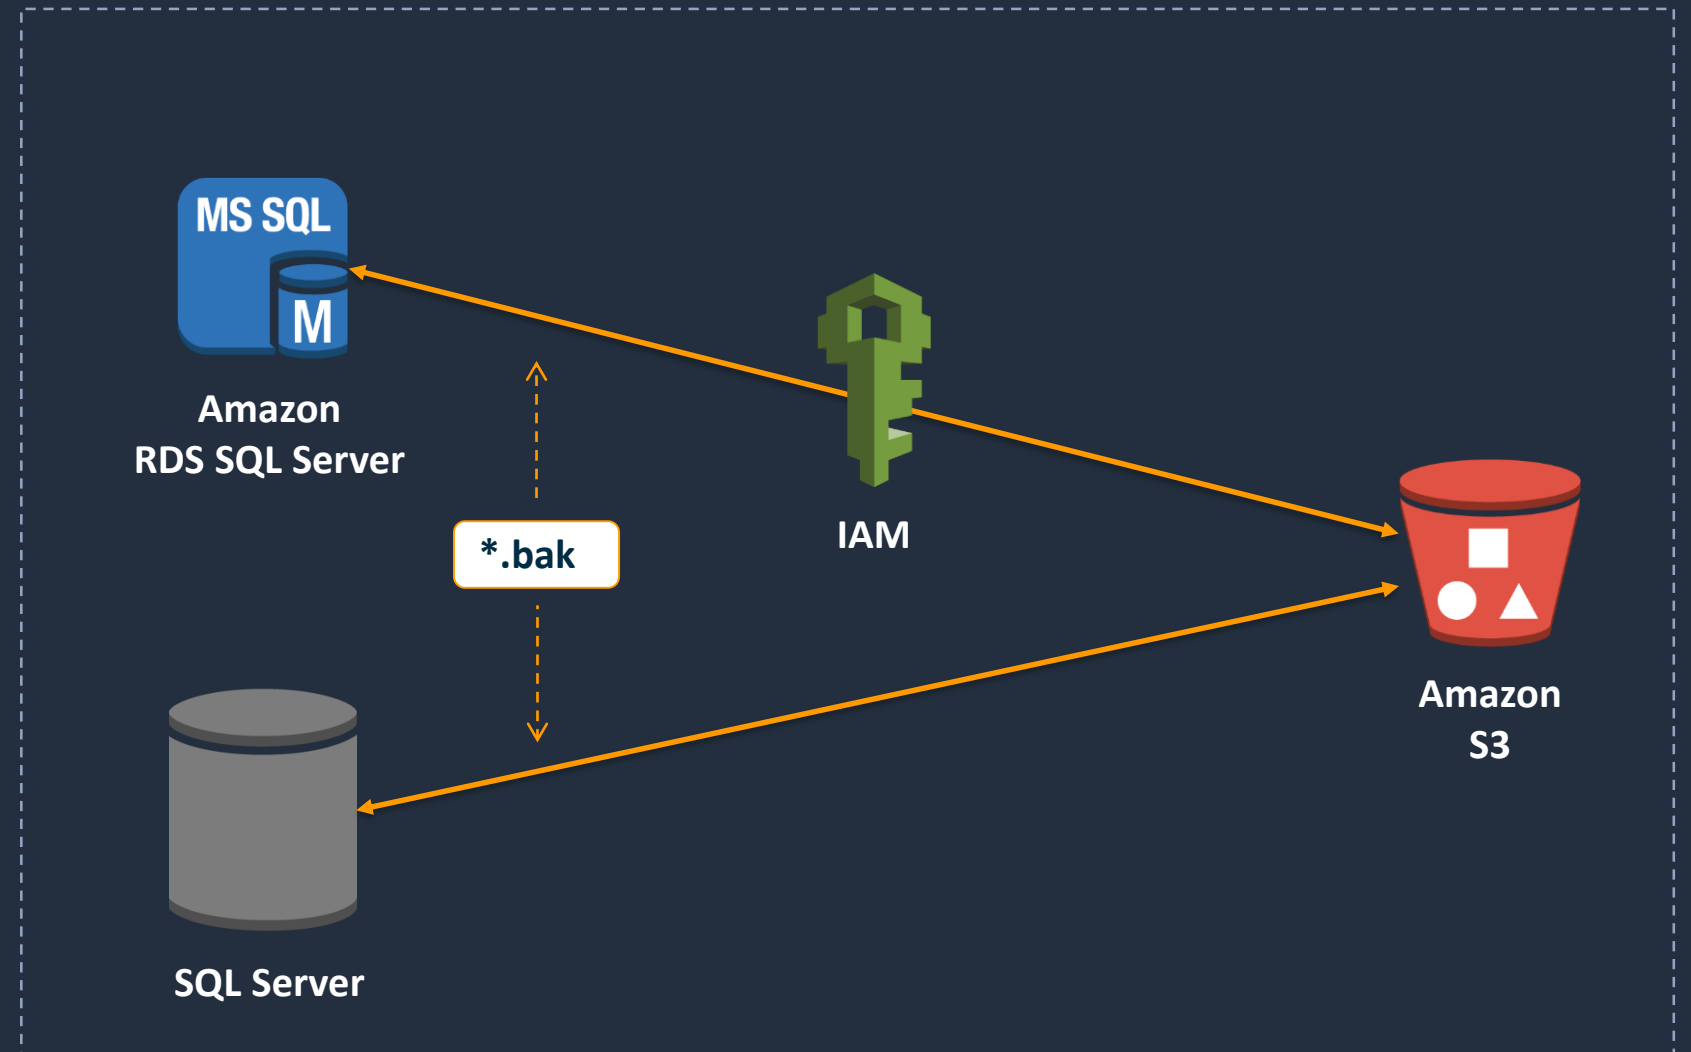 MS SQL
M
Amazon
RDS SQL Server
IAM
*.bak
Amazon
S3
SQL Server